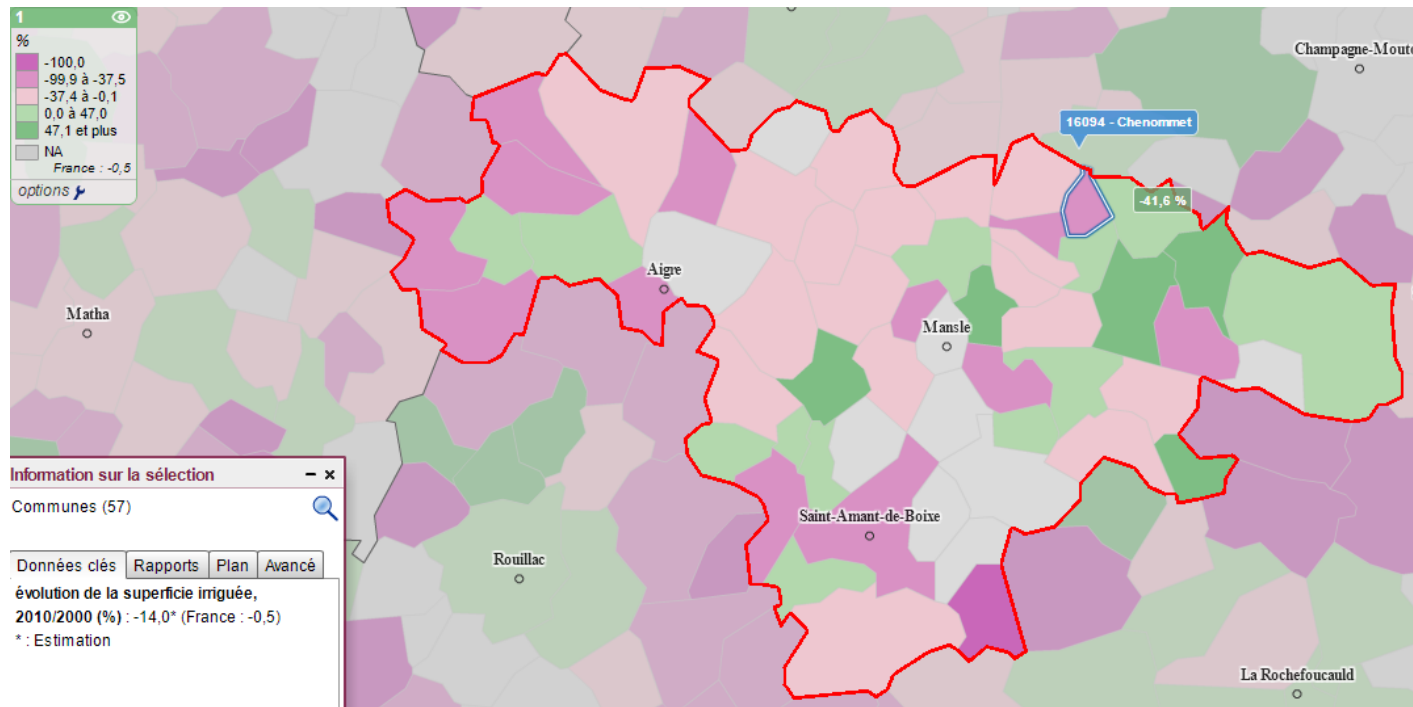 1
%
-100,0
-99,9 à -37,5
-37,4 à -0,1
0,0 à 47,0
47,1 et plus
NA
France : -0,5
options
Champagne-Mouto
16094 - Chenommet
-41,6 %
Aigre
Matha
Mansle
Saint-Amant-de-Boixe
Rouillac
La Rochefoucauld
Information sur la sélection
Communes (57)
Données clés Rapports Plan Avancé
évolution de la superficie irriguée,
2010/2000 (%) : -14,0* (France : -0,5)
* : Estimation